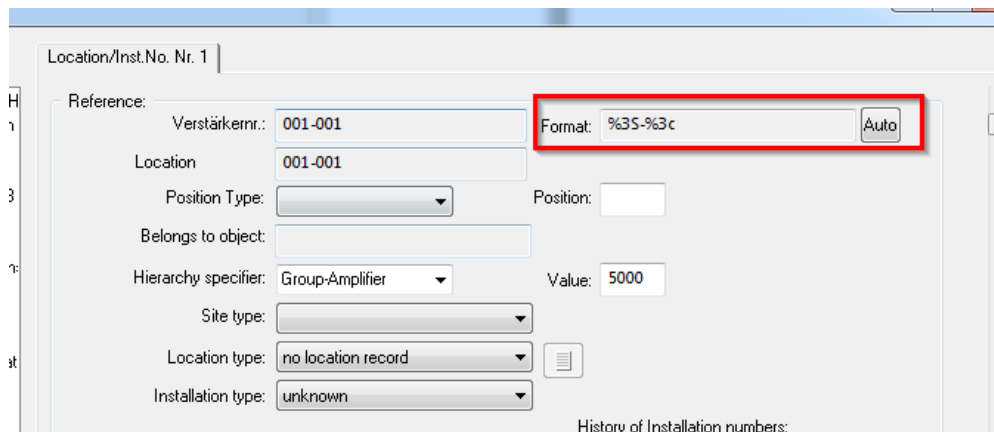 Location/Inst.No. Nr. 1
Reference:
Verstärkernr.: 001-001 Format: %3S-%3c Auto
Location 001-001
Position Type: Position:
Belongs to object:
Hierarchy specifier: Group-Amplifier Value: 5000
Site type:
Location type: no location record
Installation type: unknown
History of Installation numbers: